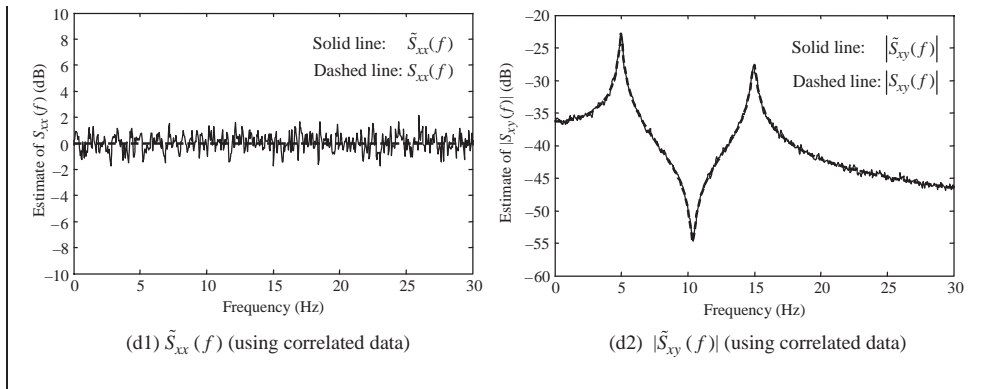 10
8
6
4
2
0
−2
−4
−6
−8
−10
Estimate of S_xx(f) (dB)
Solid line: S̃_xx(f)
Dashed line: S_xx(f)
0 5 10 15 20 25 30
Frequency (Hz)
(d1) S̃_xx (f) (using correlated data)
−20
−25
−30
−35
−40
−45
−50
−55
−60
Estimate of |S_xy(f)| (dB)
Solid line: |S̃_xy(f)|
Dashed line: |S_xy(f)|
0 5 10 15 20 25 30
Frequency (Hz)
(d2) |S̃_xy (f)| (using correlated data)